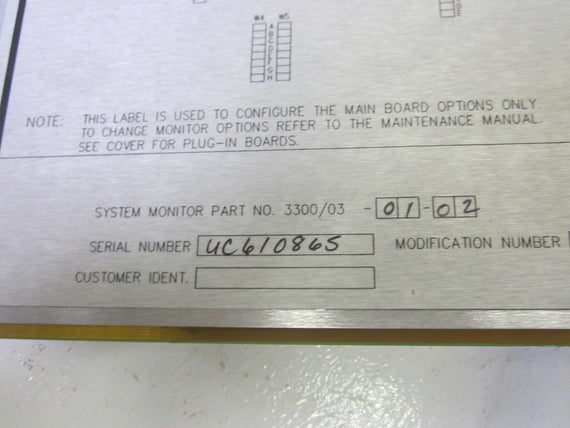 W4 W5
A
B
C
D
E
F
G
H
E
NOTE: THIS LABEL IS USED TO CONFIGURE THE MAIN BOARD OPTIONS ONLY.
TO CHANGE MONITOR OPTIONS REFER TO THE MAINTENANCE MANUAL.
SEE COVER FOR PLUG-IN BOARDS.
SYSTEM MONITOR PART NO. 3300/03 -01-02
SERIAL NUMBER UC610865 MODIFICATION NUMBER
CUSTOMER IDENT.